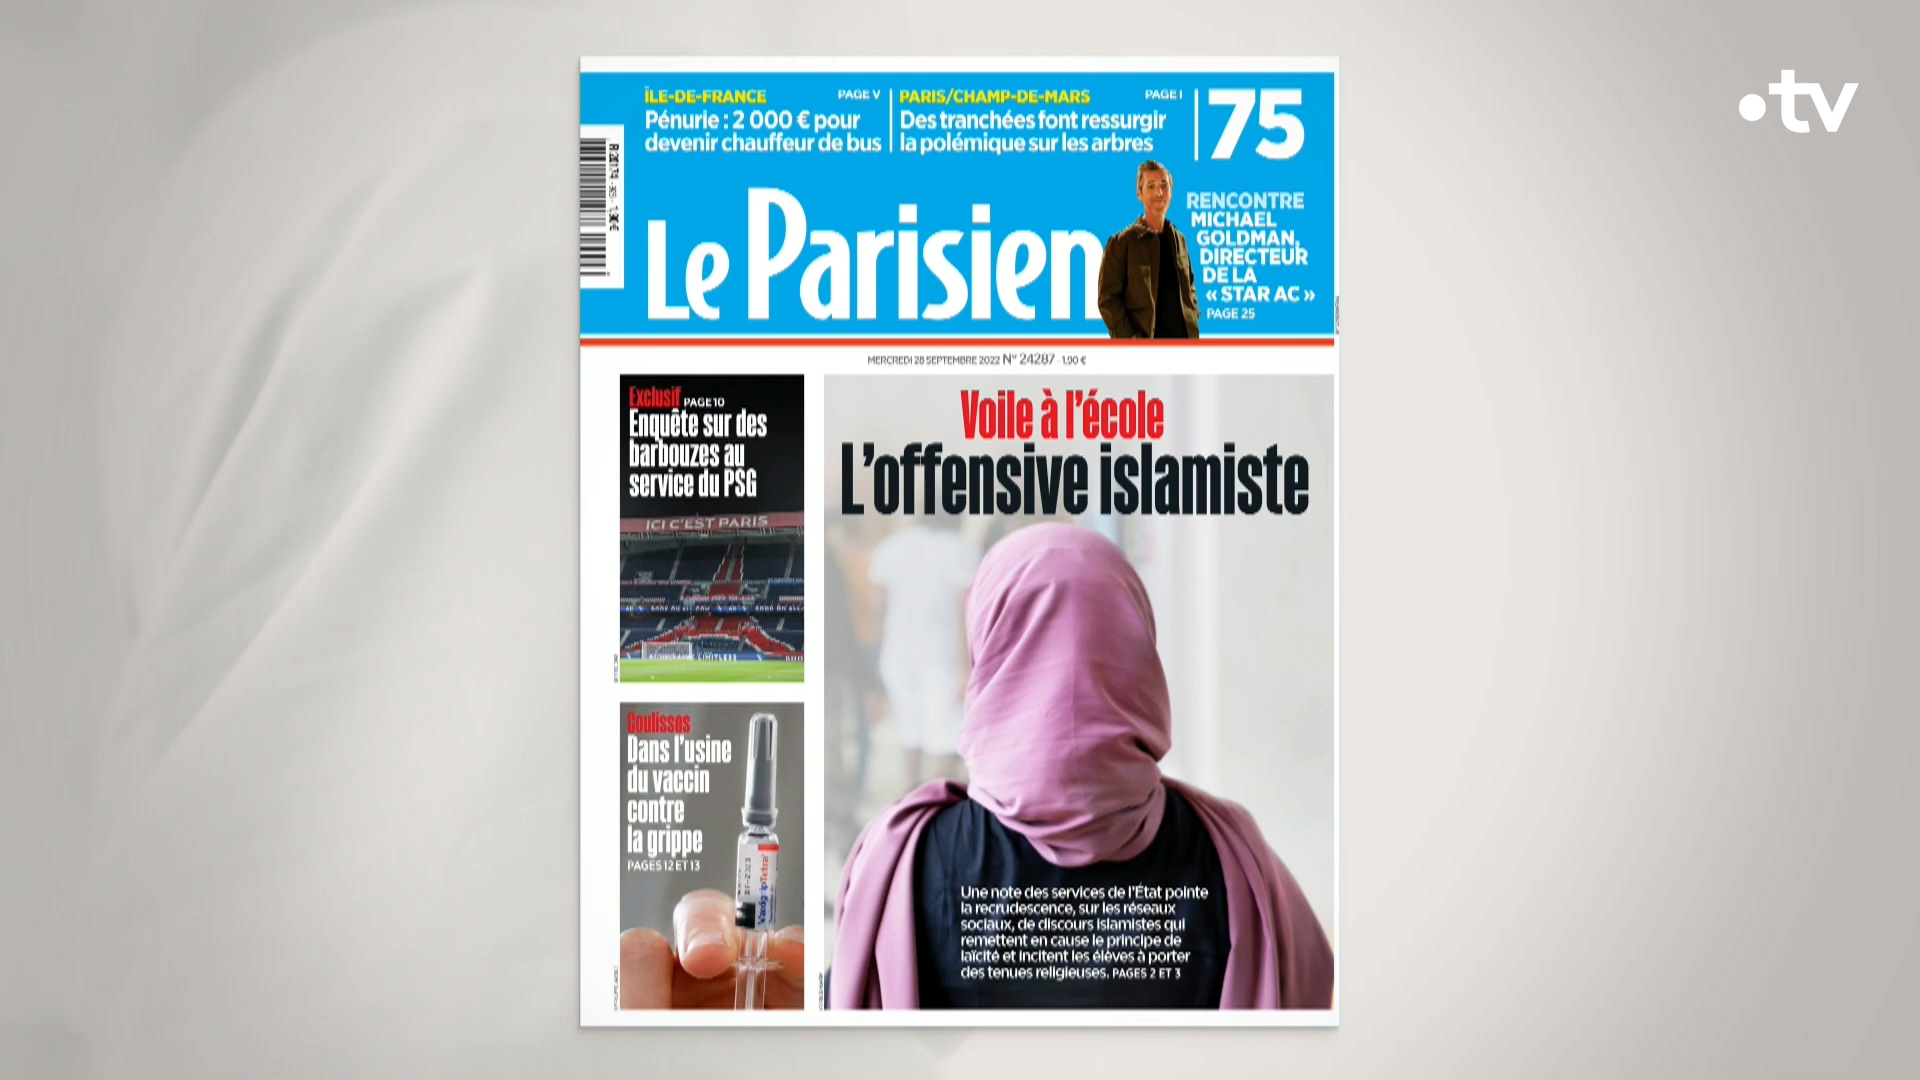 .tv
ÎLE-DE-FRANCE PAGE V
Pénurie : 2 000 € pour
devenir chauffeur de bus
PARIS/CHAMP-DE-MARS PAGE I
Des tranchées font ressurgir
la polémique sur les arbres
75
Le Parisien
RENCONTRE
MICHAEL
GOLDMAN,
DIRECTEUR
DE LA
« STAR AC »
PAGE 25
MERCREDI 28 SEPTEMBRE 2022 N° 24287 - 1,90 €
Exclusif PAGE 10
Enquête sur des
barbouzes au
service du PSG
ICI C'EST PARIS
Coulisses
Dans l'usine
du vaccin
contre
la grippe
PAGES 12 ET 13
VaxigripTetra
Voile à l'école
L'offensive islamiste
Une note des services de l'État pointe
la recrudescence, sur les réseaux
sociaux, de discours islamistes qui
remettent en cause le principe de
laïcité et incitent les élèves à porter
des tenues religieuses. PAGES 2 ET 3